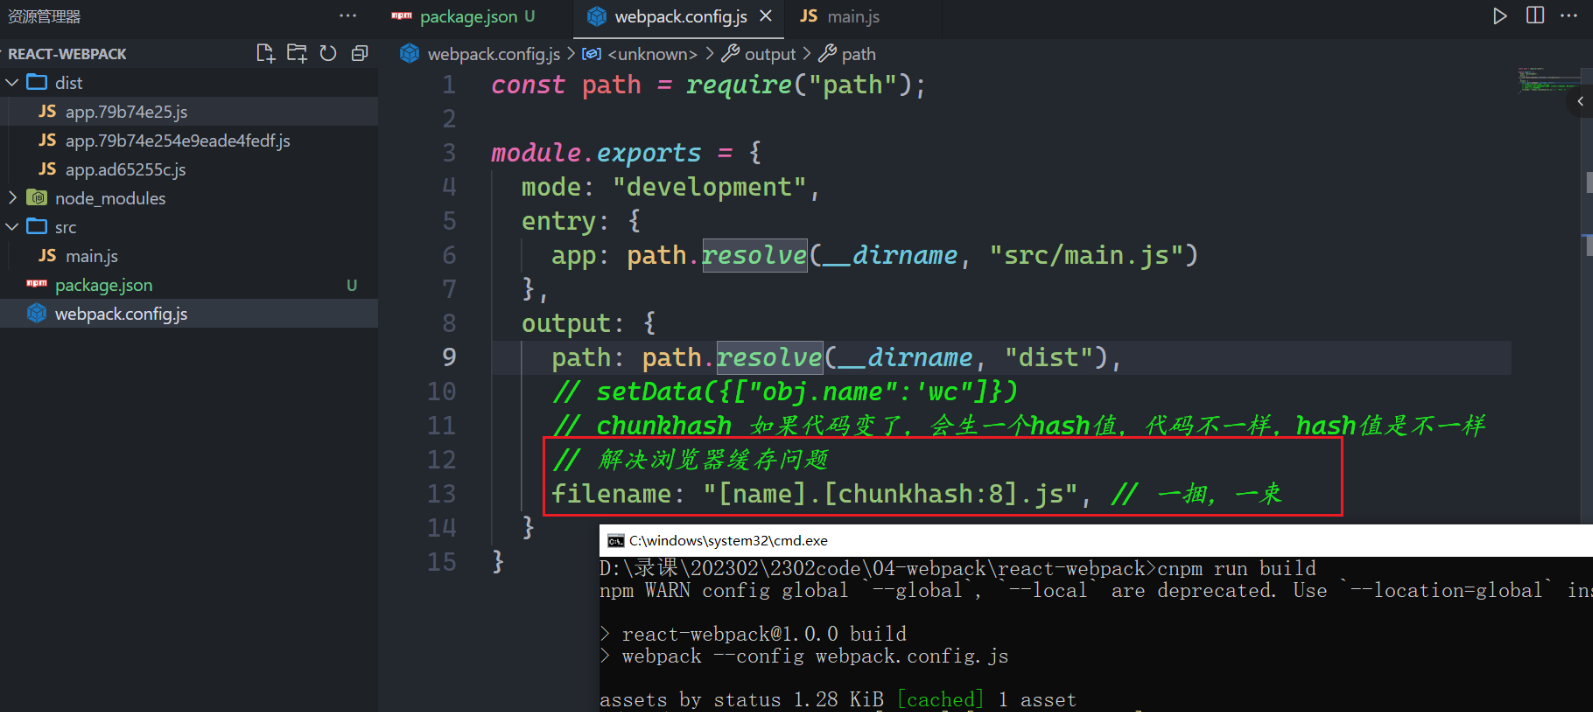 资源管理器
REACT-WEBPACK
dist
JS app.79b74e25.js
JS app.79b74e254e9eade4fedf.js
JS app.ad65255c.js
node_modules
src
JS main.js
npm package.json U
webpack.config.js
npm package.json U webpack.config.js JS main.js
webpack.config.js > <unknown> > output > path
1 const path = require("path");
2
3 module.exports = {
4 mode: "development",
5 entry: {
6 app: path.resolve(__dirname, "src/main.js")
7 },
8 output: {
9 path: path.resolve(__dirname, "dist"),
10 // setData({["obj.name":'wc"]})
11 // chunkhash 如果代码变了，会生一个hash值，代码不一样，hash值是不一样
12 // 解决浏览器缓存问题
13 filename: "[name].[chunkhash:8].js", // 一捆，一束
14 }
15 }
C:\windows\system32\cmd.exe
D:\录课\202302\2302code\04-webpack\react-webpack>cnpm run build
npm WARN config global `--global`, `--local` are deprecated. Use `--location=global` ins
> react-webpack@1.0.0 build
> webpack --config webpack.config.js
assets by status 1.28 KiB [cached] 1 asset